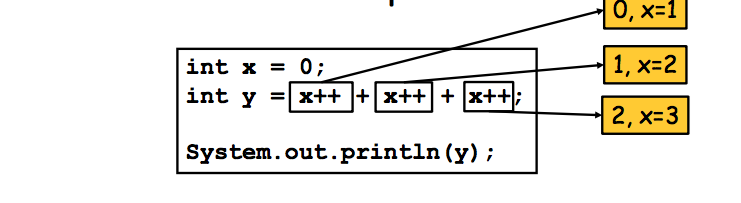 0, x=1
int x = 0;
1, x=2
int y = x++ + x++ + x++;
2, x=3
System.out.println(y);